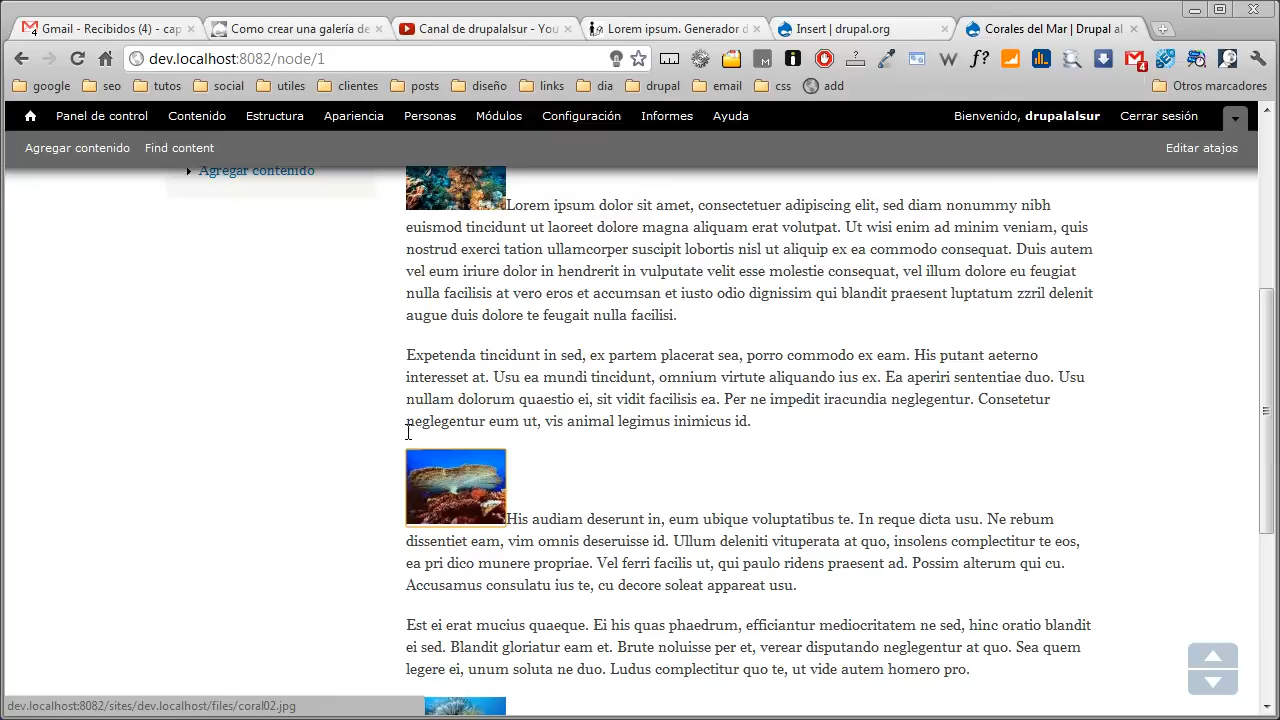 Gmail - Recibidos (4) - cap
Como crear una galería de
Canal de drupalsur - You
Lorem ipsum. Generador d
Insert | drupal.org
Corales del Mar | Drupal al
dev.localhost:8082/node/1
google
seo
tutos
social
utiles
clientes
posts
diseño
links
dia
drupal
email
css
add
Otros marcadores
Panel de control
Contenido
Estructura
Apariencia
Personas
Módulos
Configuración
Informes
Ayuda
Bienvenido, drupalalsur
Cerrar sesión
Agregar contenido
Find content
Editar atajos
Agregar contenido
Lorem ipsum dolor sit amet, consectetuer adipiscing elit, sed diam nonummy nibh
euismod tincidunt ut laoreet dolore magna aliquam erat volutpat. Ut wisi enim ad minim veniam, quis
nostrud exerci tation ullamcorper suscipit lobortis nisl ut aliquip ex ea commodo consequat. Duis autem
vel eum iriure dolor in hendrerit in vulputate velit esse molestie consequat, vel illum dolore eu feugiat
nulla facilisis at vero eros et accumsan et iusto odio dignissim qui blandit praesent luptatum zzril delenit
augue duis dolore te feugait nulla facilisi.
Expetenda tincidunt in sed, ex partem placerat sea, porro commodo ex eam. His putant aeterno
interesset at. Usu ea mundi tincidunt, omnium virtute aliquando ius ex. Ea aperiri sententiae duo. Usu
nullam dolorum quaestio ei, sit vidit facilisis ea. Per ne impedit iracundia neglegentur. Consetetur
neglegentur eum ut, vis animal legimus inimicus id.
His audiam deserunt in, eum ubique voluptatibus te. In reque dicta usu. Ne rebum
dissentiet eam, vim omnis deseruisse id. Ullum deleniti vituperata at quo, insolens complectitur te eos,
ea pri dico munere propriae. Vel ferri facilis ut, qui paulo ridens praesent ad. Possim alterum qui cu.
Accusamus consulatu ius te, cu decore soleat appareat usu.
Est ei erat mucius quaeque. Ei his quas phaedrum, efficiantur mediocritatem ne sed, hinc oratio blandit
ei sed. Blandit gloriatur eam et. Brute noluisse per et, verear disputando neglegentur at quo. Sea quem
legere ei, unum soluta ne duo. Ludus complectitur quo te, ut vide autem homero pro.
dev.localhost:8082/sites/dev.localhost/files/coral02.jpg